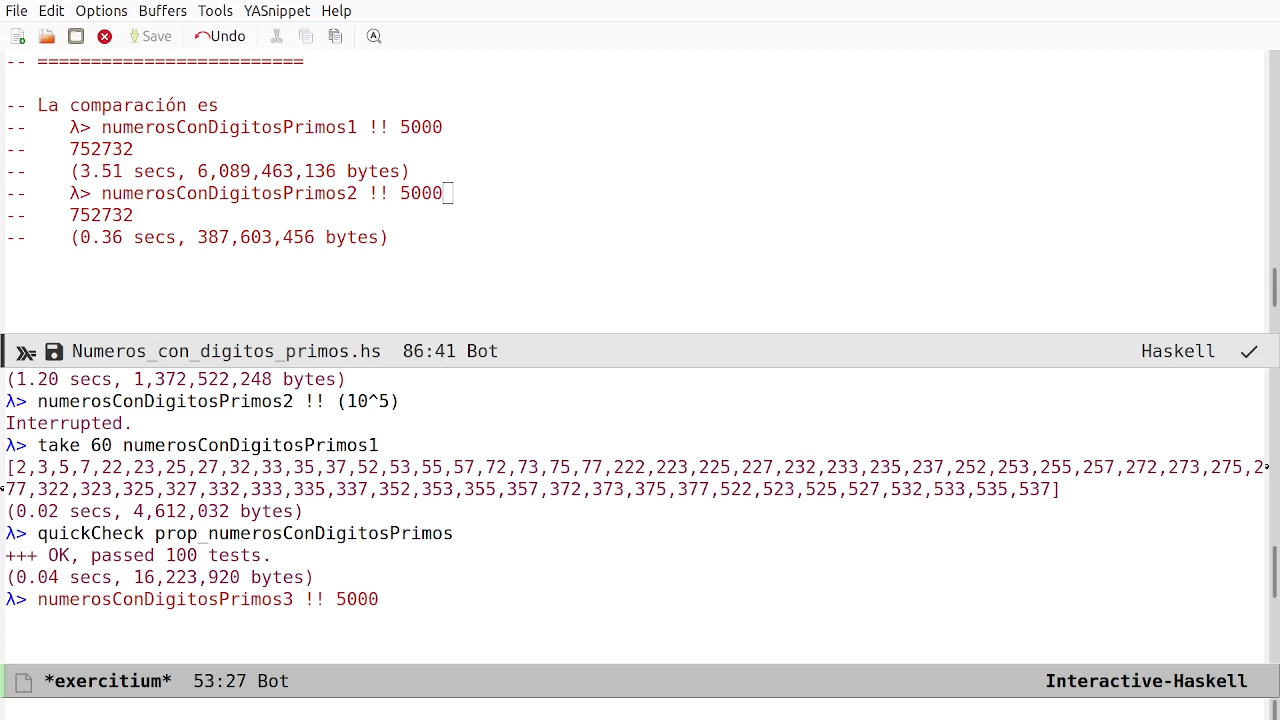 File Edit Options Buffers Tools YASnippet Help
Save Undo
-- =========================
-- La comparación es
--    λ> numerosConDigitosPrimos1 !! 5000
--    752732
--    (3.51 secs, 6,089,463,136 bytes)
--    λ> numerosConDigitosPrimos2 !! 5000
--    752732
--    (0.36 secs, 387,603,456 bytes)
Numeros_con_digitos_primos.hs 86:41 Bot Haskell
(1.20 secs, 1,372,522,248 bytes)
λ> numerosConDigitosPrimos2 !! (10^5)
Interrupted.
λ> take 60 numerosConDigitosPrimos1
[2,3,5,7,22,23,25,27,32,33,35,37,52,53,55,57,72,73,75,77,222,223,225,227,232,233,235,237,252,253,255,257,272,273,275,2
77,322,323,325,327,332,333,335,337,352,353,355,357,372,373,375,377,522,523,525,527,532,533,535,537]
(0.02 secs, 4,612,032 bytes)
λ> quickCheck prop_numerosConDigitosPrimos
+++ OK, passed 100 tests.
(0.04 secs, 16,223,920 bytes)
λ> numerosConDigitosPrimos3 !! 5000
*exercitium* 53:27 Bot Interactive-Haskell